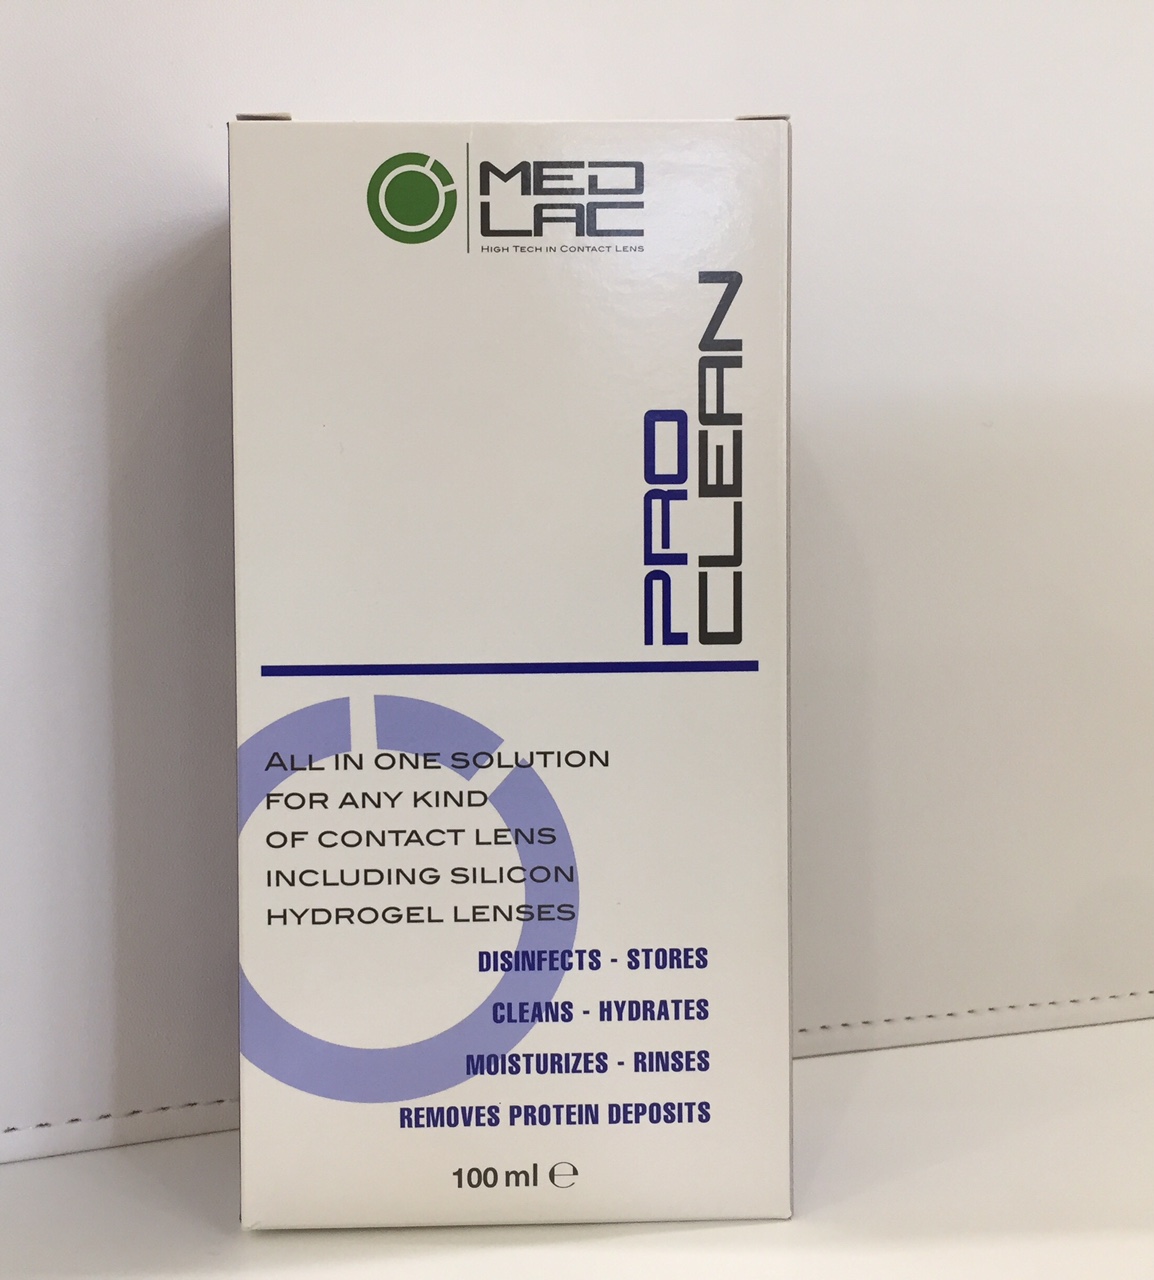 MED
LAC
HIGH TECH IN CONTACT LENS
PRO
CLEAN
ALL IN ONE SOLUTION
FOR ANY KIND
OF CONTACT LENS
INCLUDING SILICON
HYDROGEL LENSES
DISINFECTS - STORES
CLEANS - HYDRATES
MOISTURIZES - RINSES
REMOVES PROTEIN DEPOSITS
100 ml ℮